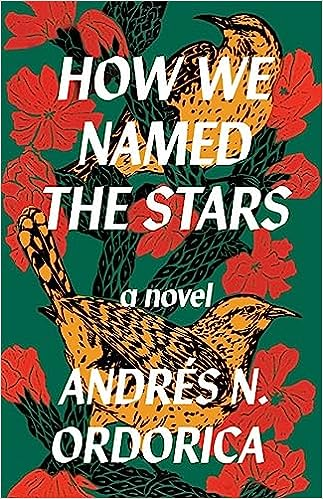 HOW WE
NAMED
THE STARS
a novel
ANDRÉS N.
ORDORICA